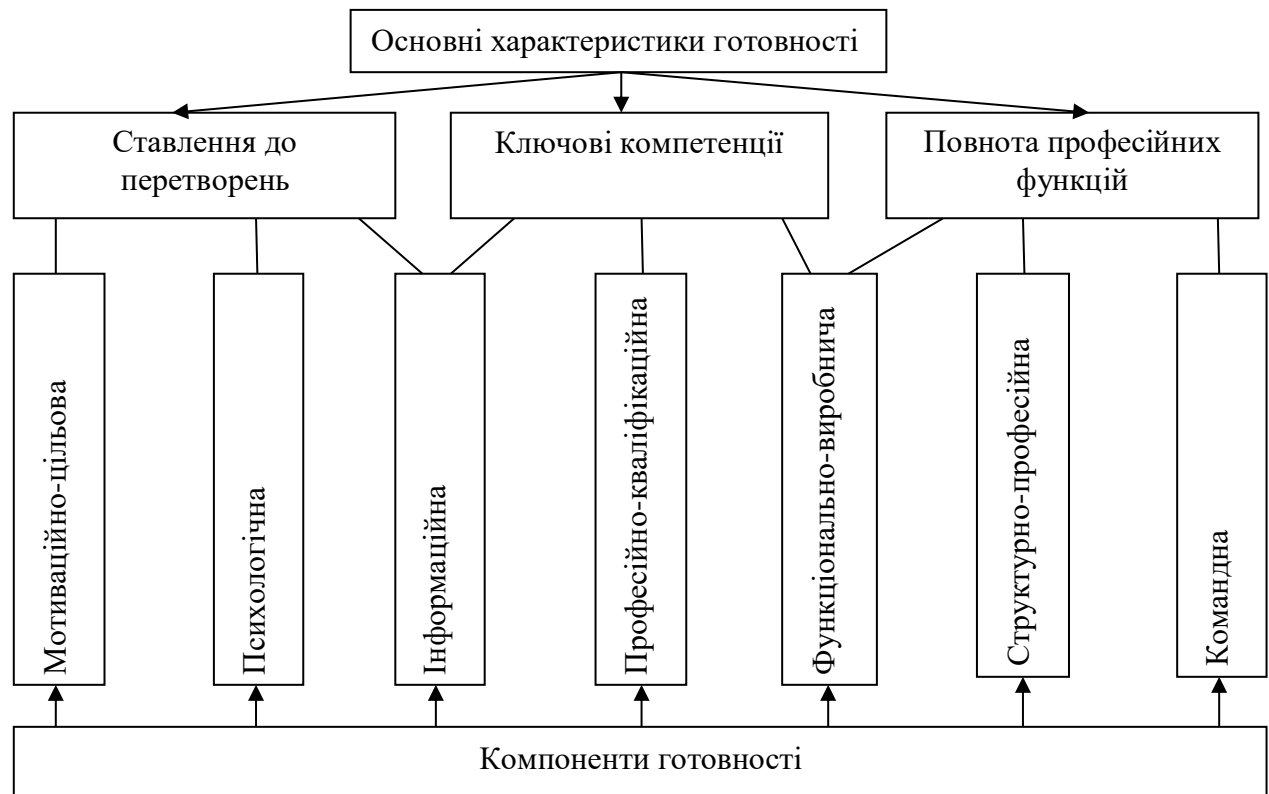 Основні характеристики готовності
Ставлення до
перетворень
Ключові компетенції
Повнота професійних
функцій
Мотиваційно-цільова
Психологічна
Інформаційна
Професійно-кваліфікаційна
Функціонально-виробнича
Структурно-професійна
Командна
Компоненти готовності